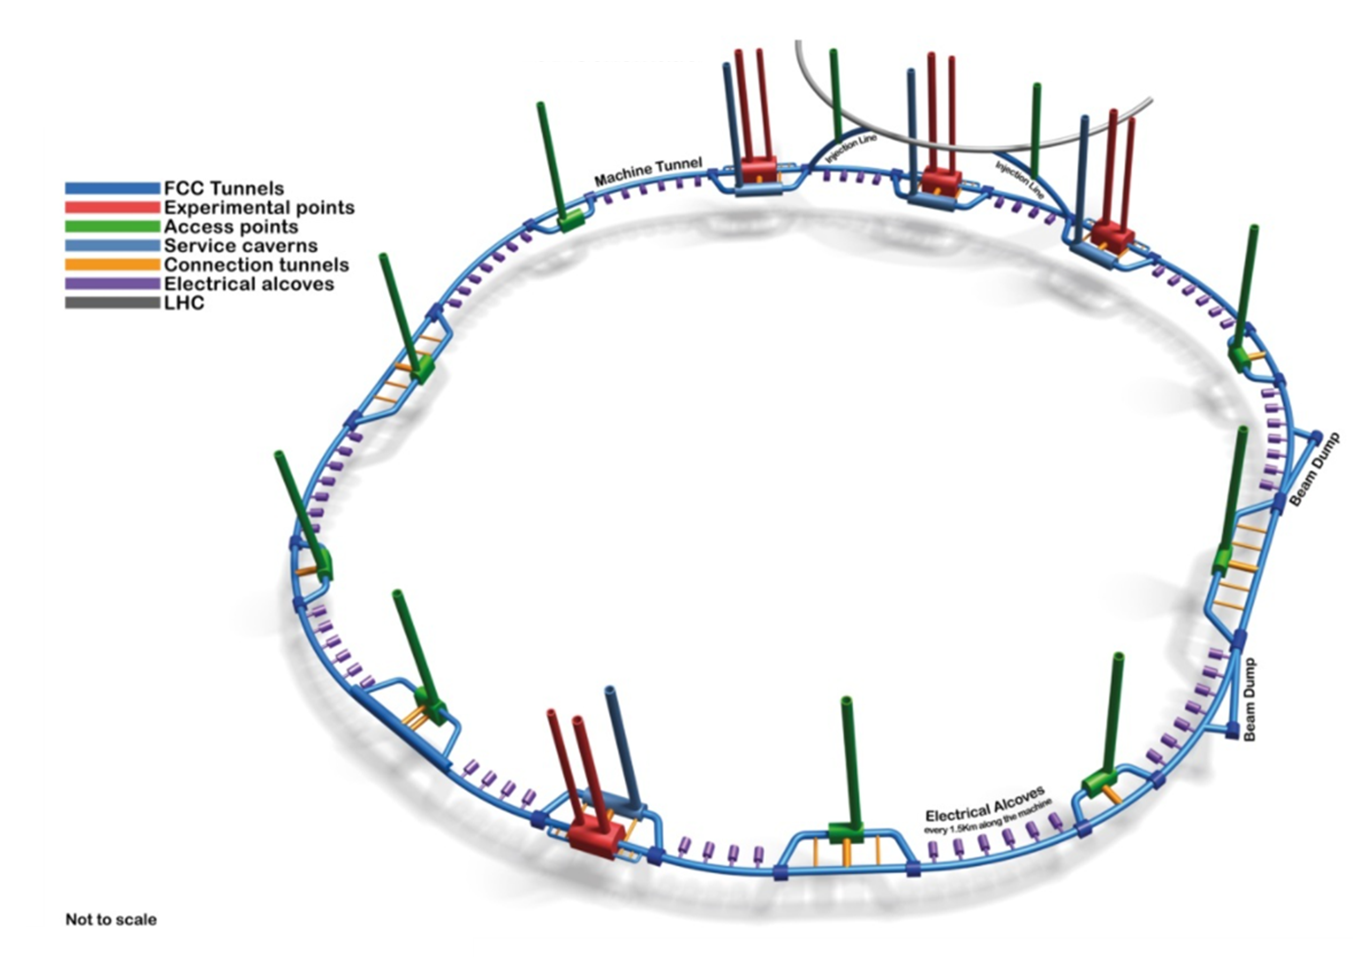 Machine Tunnel
Injection Line
Injection Line
FCC Tunnels
Experimental points
Access points
Service caverns
Connection tunnels
Electrical alcoves
LHC
Beam Dump
Beam Dump
Electrical Alcoves
every 1.5Km along the machine
Not to scale